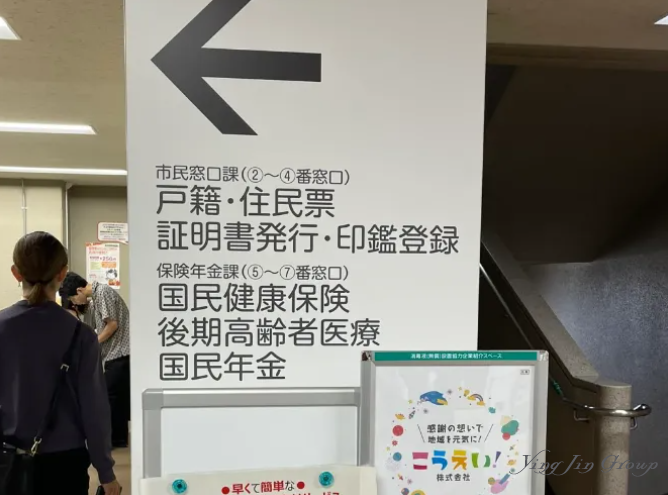 市民窓口課(②～④番窓口)
戸籍・住民票
証明書発行・印鑑登録
保険年金課(⑤～⑦番窓口)
国民健康保険
後期高齢者医療
国民年金
感謝の想いで
地域を元気に!
こうえい!
株式会社
●早くて簡単な●
Ying Jin Group